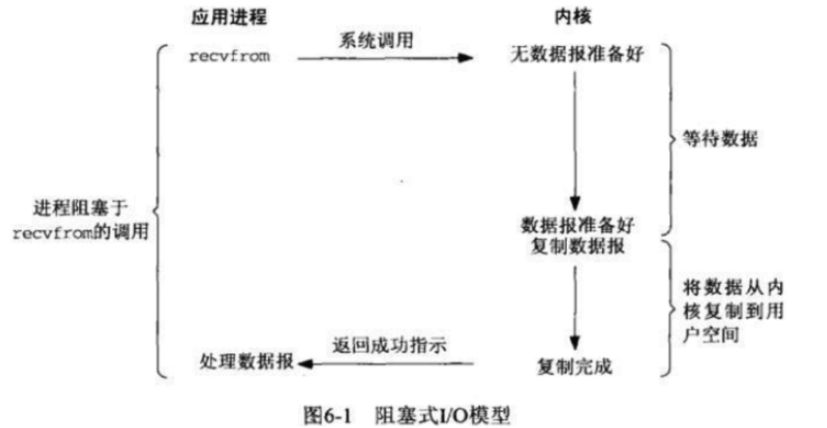 应用进程
内核
recvfrom
系统调用
无数据报准备好
等待数据
进程阻塞于
recvfrom的调用
数据报准备好
复制数据报
将数据从内
核复制到用
户空间
处理数据报
返回成功指示
复制完成
图6-1 阻塞式I/O模型